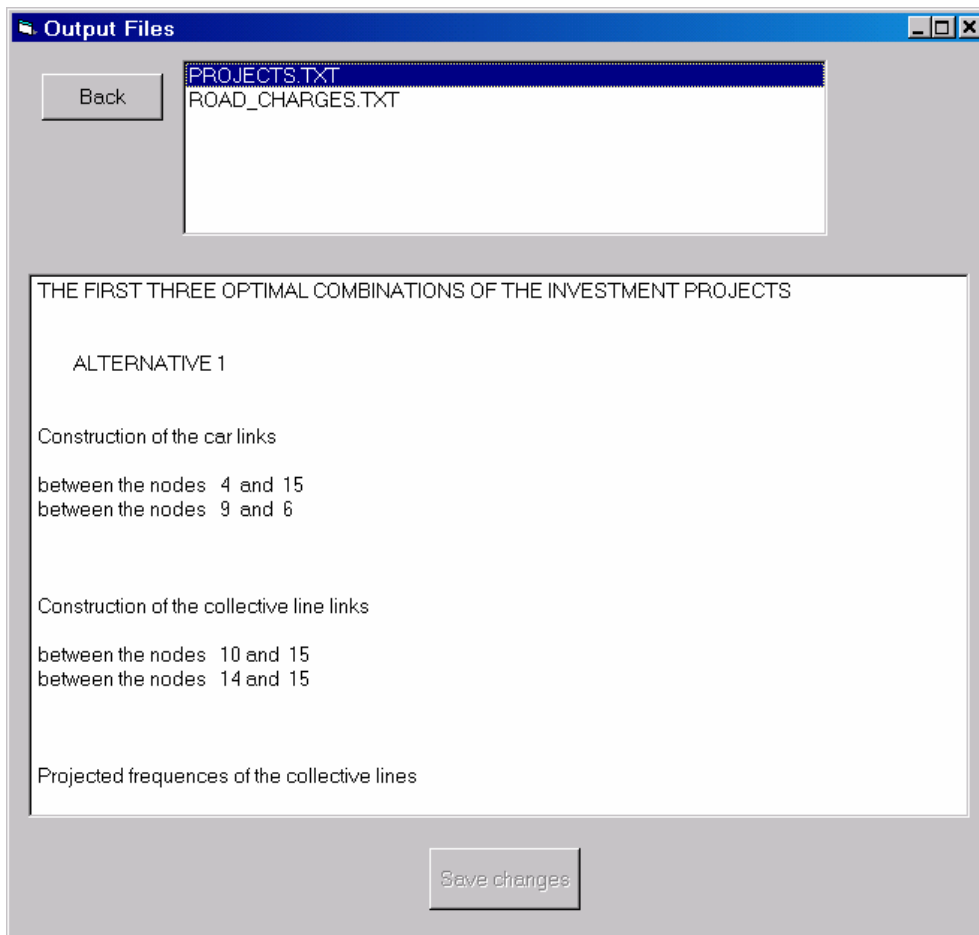 Output Files
Back
PROJECTS.TXT
ROAD_CHARGES.TXT
THE FIRST THREE OPTIMAL COMBINATIONS OF THE INVESTMENT PROJECTS
ALTERNATIVE 1
Construction of the car links
between the nodes 4 and 15
between the nodes 9 and 6
Construction of the collective line links
between the nodes 10 and 15
between the nodes 14 and 15
Projected frequences of the collective lines
Save changes